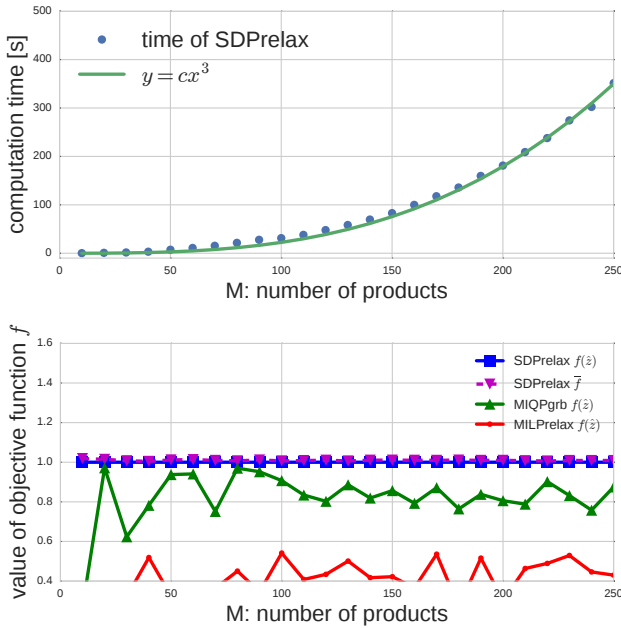 500
400
300
200
100
0
computation time [s]
time of SDPrelax
y = cx³
0
50
100
150
200
250
M: number of products
1.6
1.4
1.2
1.0
0.8
0.6
0.4
value of objective function f
SDPrelax f(ẑ)
SDPrelax f̅
MIQPgrb f(ẑ)
MILPrelax f(ẑ)
0
50
100
150
200
250
M: number of products